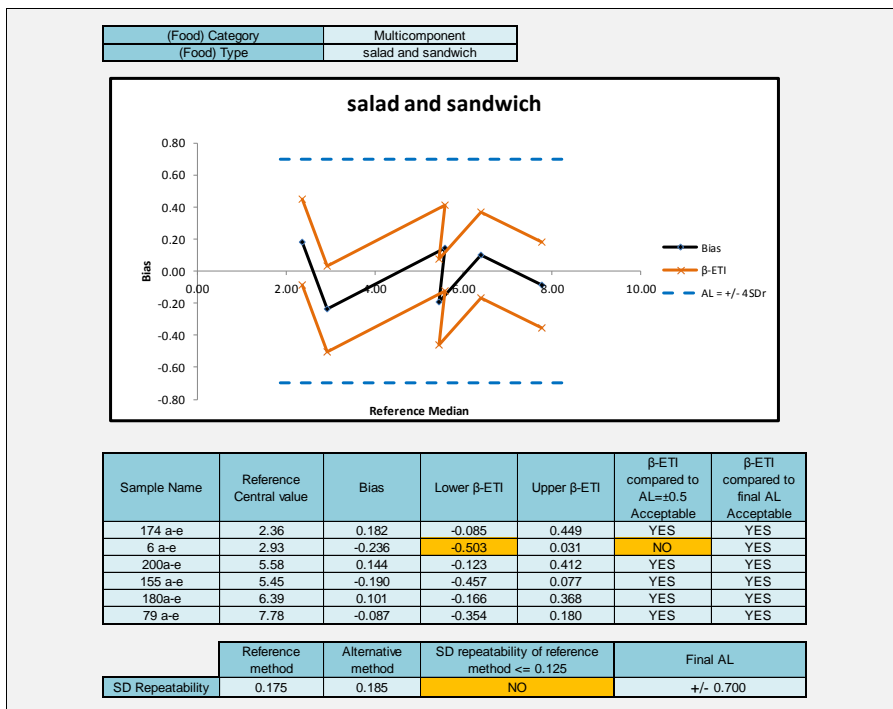 (Food) Category Multicomponent
(Food) Type salad and sandwich
salad and sandwich
0.80
0.60
0.40
0.20
0.00
-0.20
-0.40
-0.60
-0.80
Bias
0.00 2.00 4.00 6.00 8.00 10.00
Reference Median
Bias
β-ETI
AL = +/- 4SDr
Sample Name Reference Central value Bias Lower β-ETI Upper β-ETI β-ETI compared to AL=±0.5 Acceptable β-ETI compared to final AL Acceptable
174 a-e 2.36 0.182 -0.085 0.449 YES YES
6 a-e 2.93 -0.236 -0.503 0.031 NO YES
200a-e 5.58 0.144 -0.123 0.412 YES YES
155 a-e 5.45 -0.190 -0.457 0.077 YES YES
180a-e 6.39 0.101 -0.166 0.368 YES YES
79 a-e 7.78 -0.087 -0.354 0.180 YES YES
Reference method Alternative method SD repeatability of reference method <= 0.125 Final AL
SD Repeatability 0.175 0.185 NO +/- 0.700